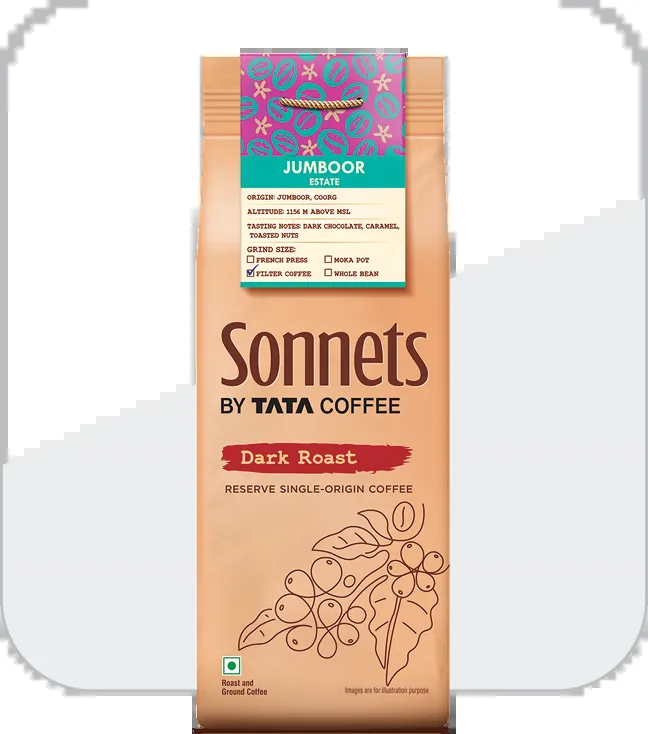 JUMBOOR
ESTATE
ORIGIN: JUMBOOR, COORG
ALTITUDE: 1156 M ABOVE MSL
TASTING NOTES: DARK CHOCOLATE, CARAMEL,
TOASTED NUTS
GRIND SIZE:
FRENCH PRESS MOKA POT
FILTER COFFEE WHOLE BEAN
Sonnets
BY TATA COFFEE
Dark Roast
RESERVE SINGLE-ORIGIN COFFEE
Roast and
Ground Coffee
Images are for illustration purpose